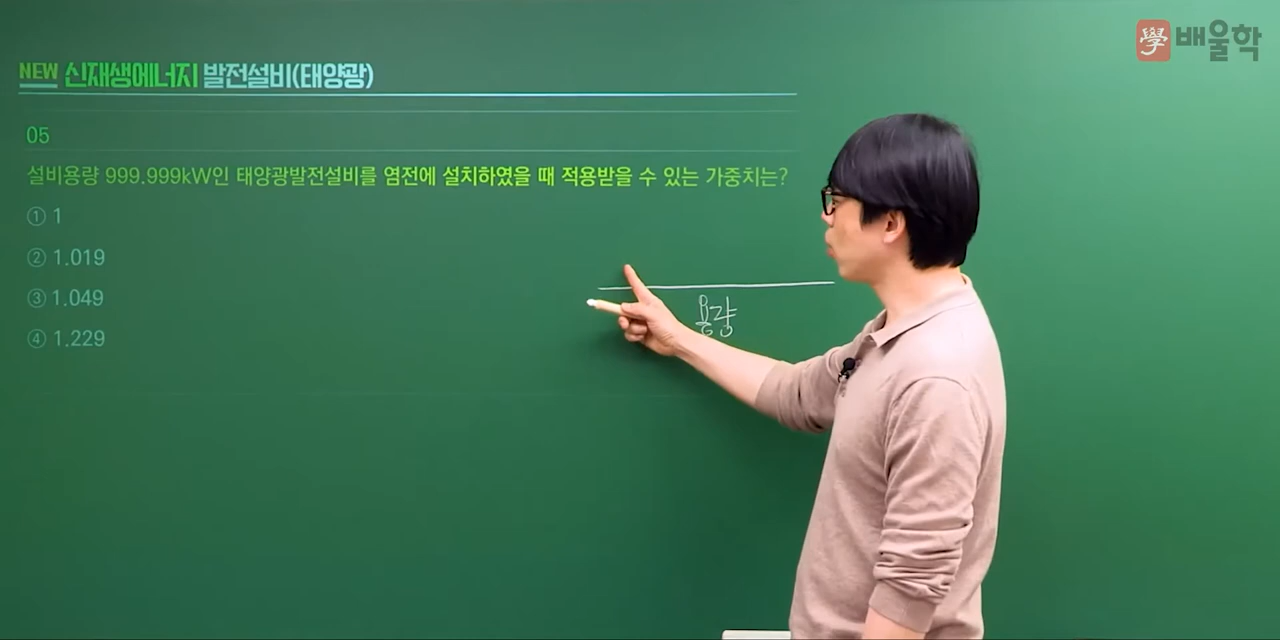 學 배울학
NEW 신재생에너지 발전설비(태양광)
05
설비용량 999.999kW인 태양광발전설비를 염전에 설치하였을 때 적용받을 수 있는 가중치는?
① 1
② 1.019
③ 1.049
④ 1.229
용량